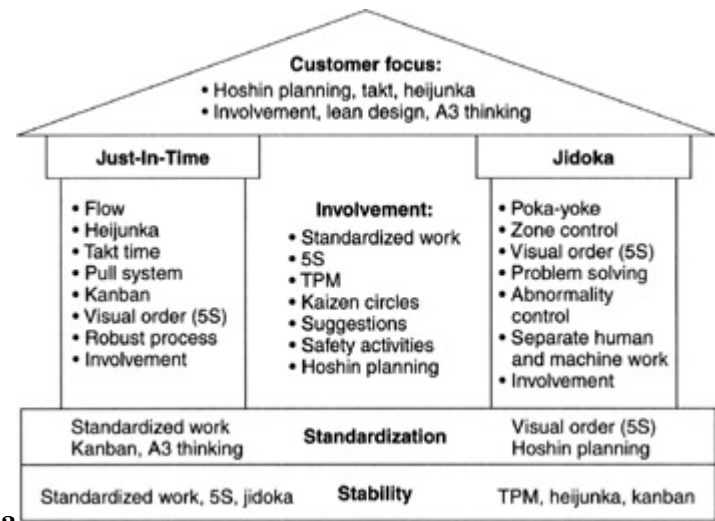 Customer focus:
• Hoshin planning, takt, heijunka
• Involvement, lean design, A3 thinking
Just-In-Time
• Flow
• Heijunka
• Takt time
• Pull system
• Kanban
• Visual order (5S)
• Robust process
• Involvement
Involvement:
• Standardized work
• 5S
• TPM
• Kaizen circles
• Suggestions
• Safety activities
• Hoshin planning
Jidoka
• Poka-yoke
• Zone control
• Visual order (5S)
• Problem solving
• Abnormality
control
• Separate human
and machine work
• Involvement
Standardized work
Kanban, A3 thinking
Standardization
Visual order (5S)
Hoshin planning
Standardized work, 5S, jidoka
Stability
TPM, heijunka, kanban